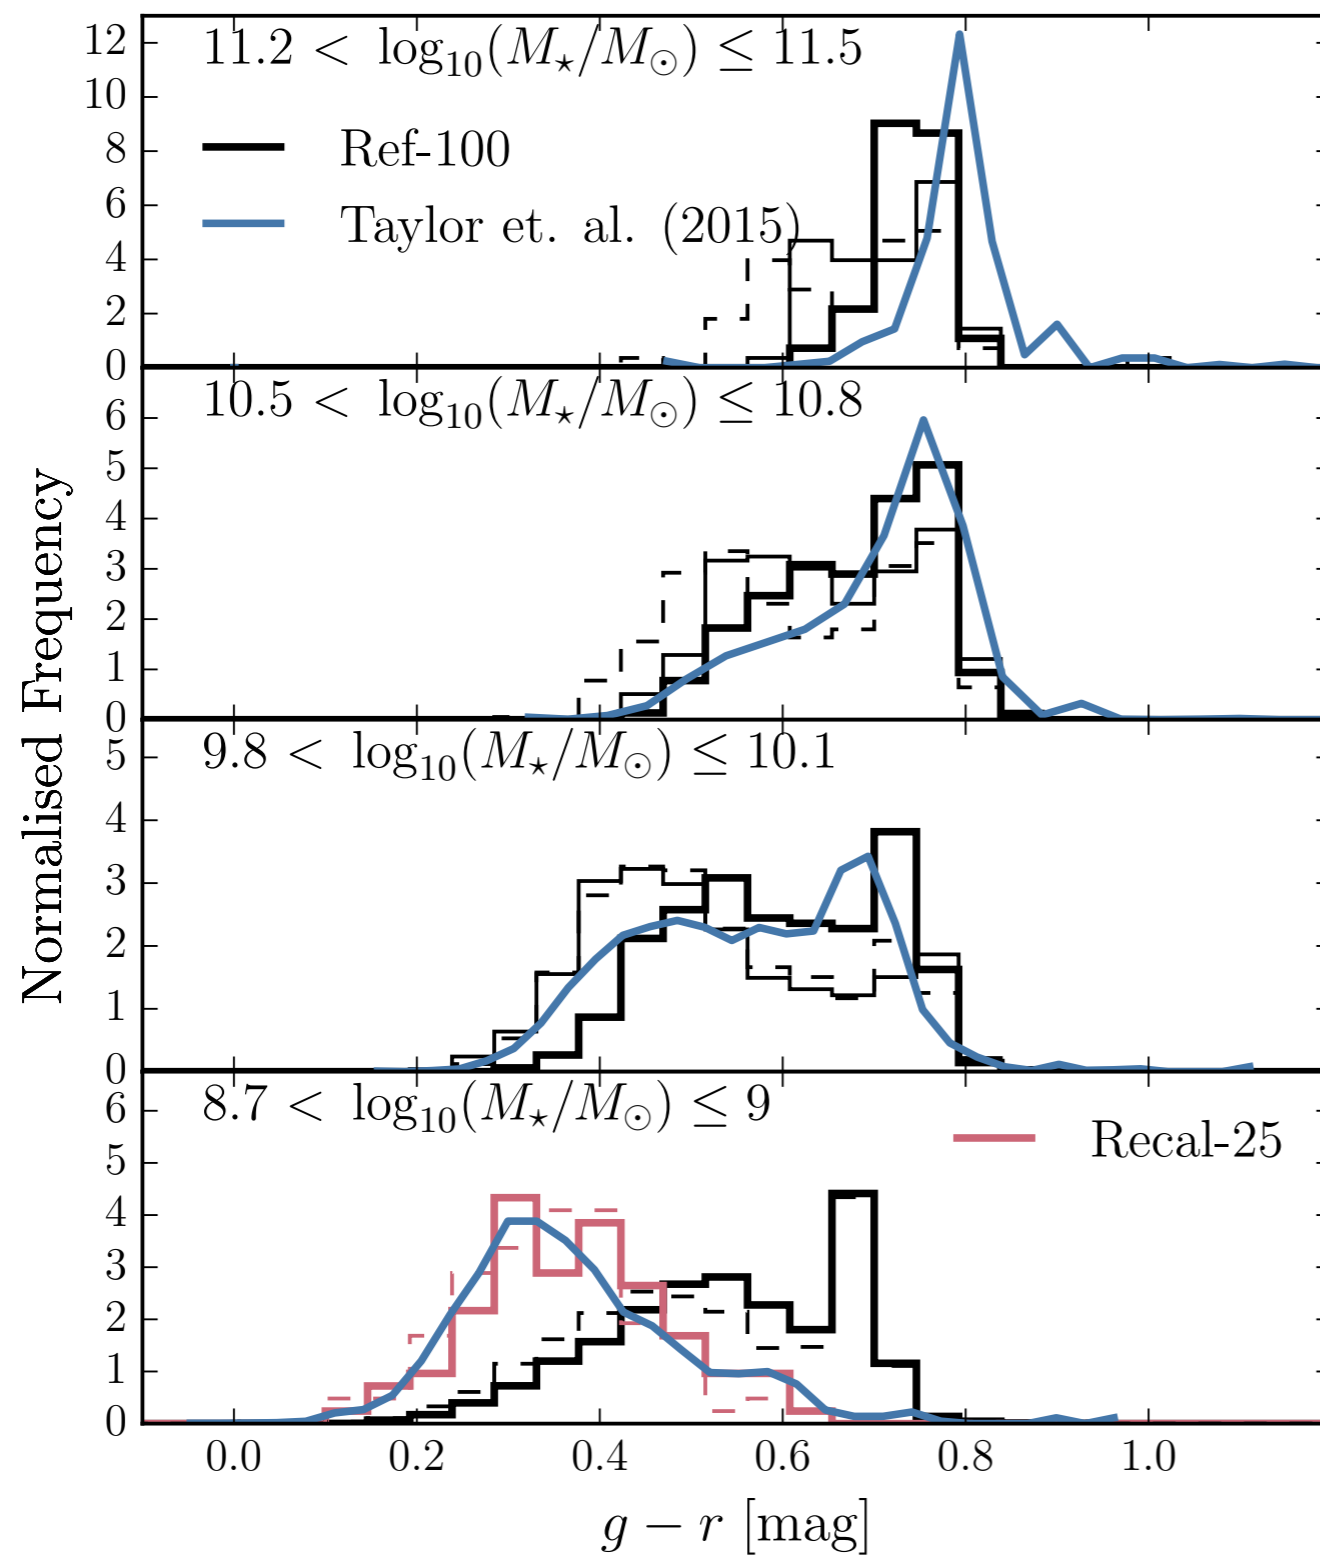 12
11.2 < log₁₀(M⋆/M⊙) ≤ 11.5
10
8
Ref-100
6
Taylor et. al. (2015)
4
2
0
10.5 < log₁₀(M⋆/M⊙) ≤ 10.8
6
5
4
3
2
1
0
9.8 < log₁₀(M⋆/M⊙) ≤ 10.1
5
4
3
2
1
0
8.7 < log₁₀(M⋆/M⊙) ≤ 9
6
Recal-25
5
4
3
2
1
0
Normalised Frequency
0.0 0.2 0.4 0.6 0.8 1.0
g − r [mag]